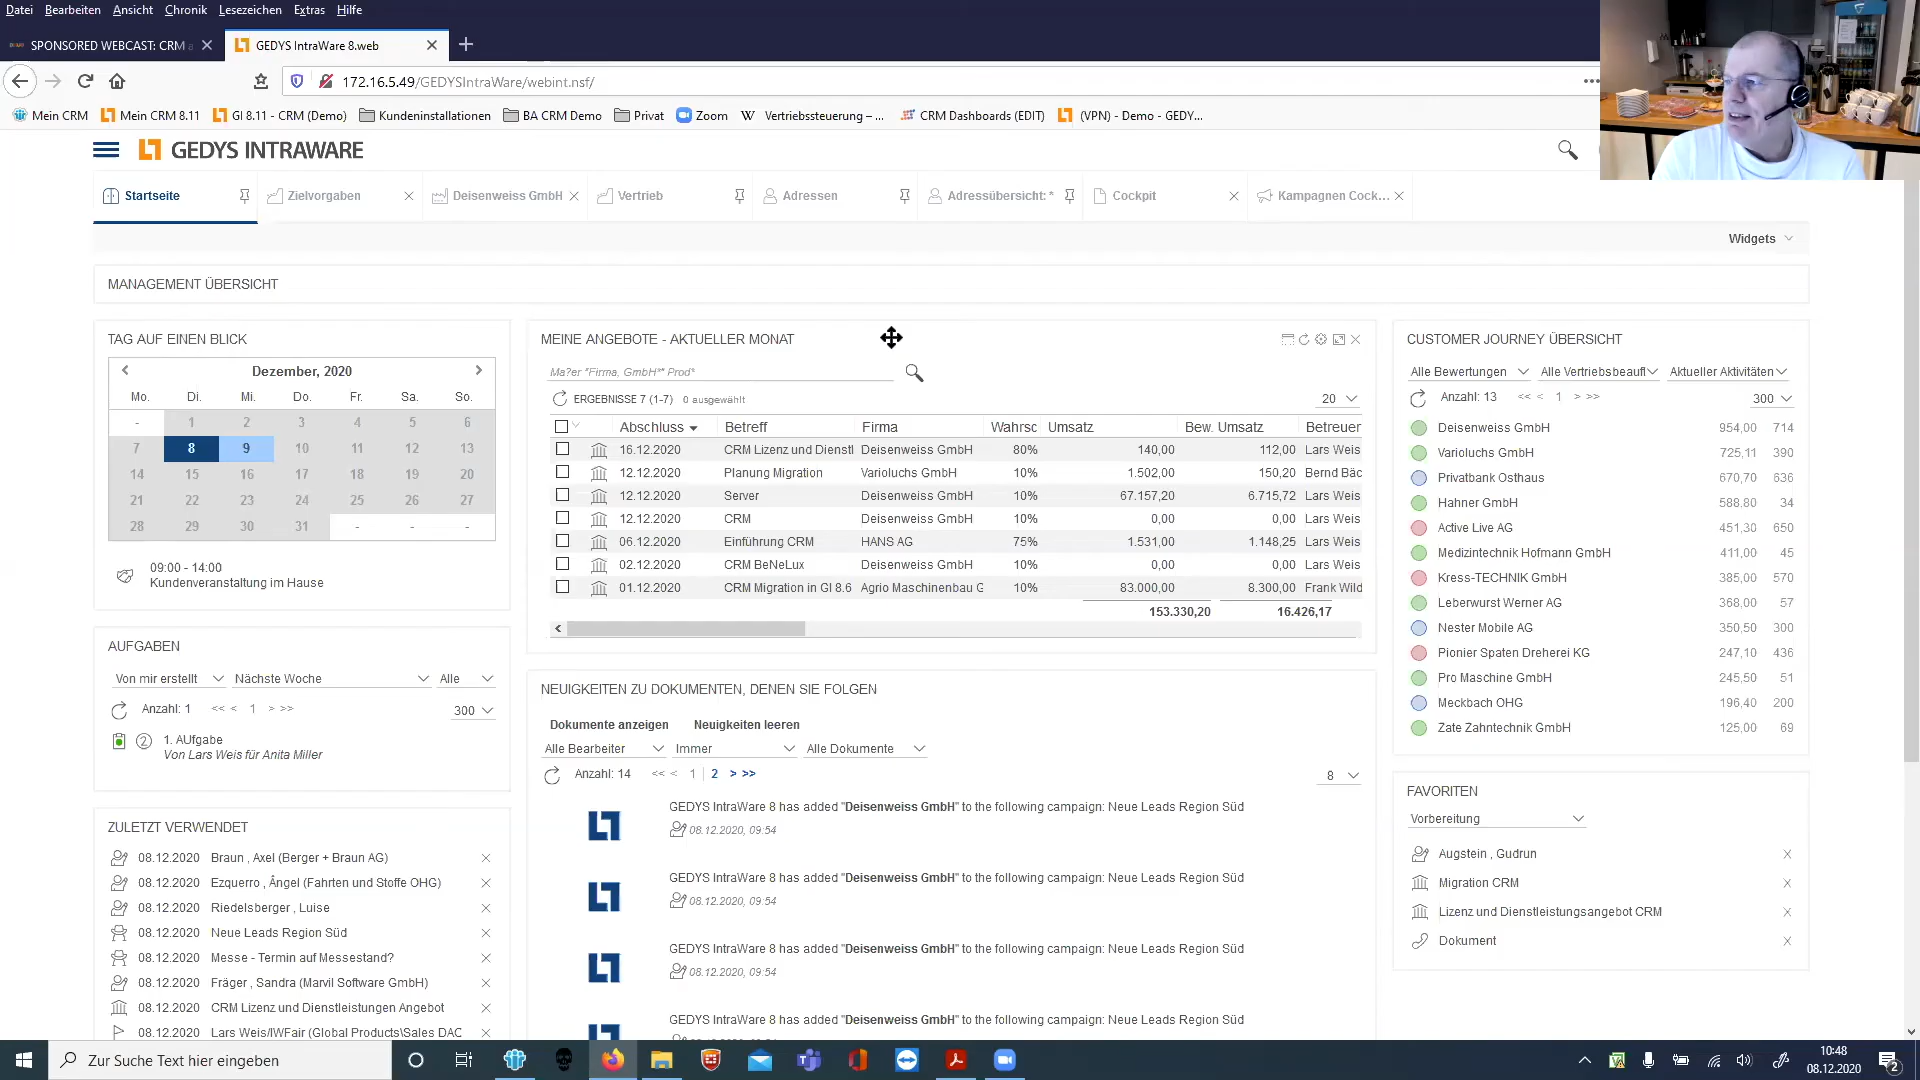 Datei Bearbeiten Ansicht Chronik Lesezeichen Extras Hilfe
SPONSORED WEBCAST: CRM GEDYS IntraWare 8.web
172.16.5.49/GEDYSIntraWare/webint.nsf/
Mein CRM Mein CRM 8.11 GI 8.11 - CRM (Demo) Kundeninstallationen BA CRM Demo Privat Zoom Vertriebssteuerung – ... CRM Dashboards (EDIT) (VPN) - Demo - GEDY...
GEDYS INTRAWARE
Startseite Zielvorgaben Deisenweiss GmbH Vertrieb Adressen Adressübersicht: * Cockpit Kampagnen Cock...
Widgets
MANAGEMENT ÜBERSICHT
TAG AUF EINEN BLICK
Dezember, 2020
Mo. Di. Mi. Do. Fr. Sa. So.
- 1 2 3 4 5 6
7 8 9 10 11 12 13
14 15 16 17 18 19 20
21 22 23 24 25 26 27
28 29 30 31 - - -
09:00 - 14:00
Kundenveranstaltung im Hause
AUFGABEN
Von mir erstellt Nächste Woche Alle
Anzahl: 1 << < 1 > >> 300
2 1. AUfgabe
Von Lars Weis für Anita Miller
ZULETZT VERWENDET
08.12.2020 Braun , Axel (Berger + Braun AG)
08.12.2020 Ezquerro , Ângel (Fahrten und Stoffe OHG)
08.12.2020 Riedelsberger , Luise
08.12.2020 Neue Leads Region Süd
08.12.2020 Messe - Termin auf Messestand?
08.12.2020 Fräger , Sandra (Marvil Software GmbH)
08.12.2020 CRM Lizenz und Dienstleistungen Angebot
08.12.2020 Lars Weis/IWFair (Global Products\Sales DAC
MEINE ANGEBOTE - AKTUELLER MONAT
Ma?er *Firma, GmbH*' Prod*
ERGEBNISSE 7 (1-7) 0 ausgewählt 20
Abschluss Betreff Firma Wahrsc Umsatz Bew. Umsatz Betreuer
16.12.2020 CRM Lizenz und Dienstl Deisenweiss GmbH 80% 140,00 112,00 Lars Weis
12.12.2020 Planung Migration Varioluchs GmbH 10% 1.502,00 150,20 Bernd Bäc
12.12.2020 Server Deisenweiss GmbH 10% 67.157,20 6.715,72 Lars Weis
12.12.2020 CRM Deisenweiss GmbH 10% 0,00 0,00 Lars Weis
06.12.2020 Einführung CRM HANS AG 75% 1.531,00 1.148,25 Lars Weis
02.12.2020 CRM BeNeLux Deisenweiss GmbH 10% 0,00 0,00 Lars Weis
01.12.2020 CRM Migration in GI 8.6 Agrio Maschinenbau G 10% 83.000,00 8.300,00 Frank Wild
153.330,20 16.426,17
NEUIGKEITEN ZU DOKUMENTEN, DENEN SIE FOLGEN
Dokumente anzeigen Neuigkeiten leeren
Alle Bearbeiter Immer Alle Dokumente
Anzahl: 14 << < 1 2 > >> 8
GEDYS IntraWare 8 has added "Deisenweiss GmbH" to the following campaign: Neue Leads Region Süd
08.12.2020, 09:54
GEDYS IntraWare 8 has added "Deisenweiss GmbH" to the following campaign: Neue Leads Region Süd
08.12.2020, 09:54
GEDYS IntraWare 8 has added "Deisenweiss GmbH" to the following campaign: Neue Leads Region Süd
08.12.2020, 09:54
GEDYS IntraWare 8 has added "Deisenweiss GmbH" to the following campaign: Neue Leads Region Süd
CUSTOMER JOURNEY ÜBERSICHT
Alle Bewertungen Alle Vertriebsbeauft Aktueller Aktivitäten
Anzahl: 13 << < 1 > >> 300
Deisenweiss GmbH 954,00 714
Varioluchs GmbH 725,11 390
Privatbank Osthaus 670,70 636
Hahner GmbH 588,80 34
Active Live AG 451,30 650
Medizintechnik Hofmann GmbH 411,00 45
Kress-TECHNIK GmbH 385,00 570
Leberwurst Werner AG 368,00 57
Nester Mobile AG 350,50 300
Pionier Spaten Dreherei KG 247,10 436
Pro Maschine GmbH 245,50 51
Meckbach OHG 196,40 200
Zate Zahntechnik GmbH 125,00 69
FAVORITEN
Vorbereitung
Augstein , Gudrun
Migration CRM
Lizenz und Dienstleistungsangebot CRM
Dokument
Zur Suche Text hier eingeben
10:48
08.12.2020
2